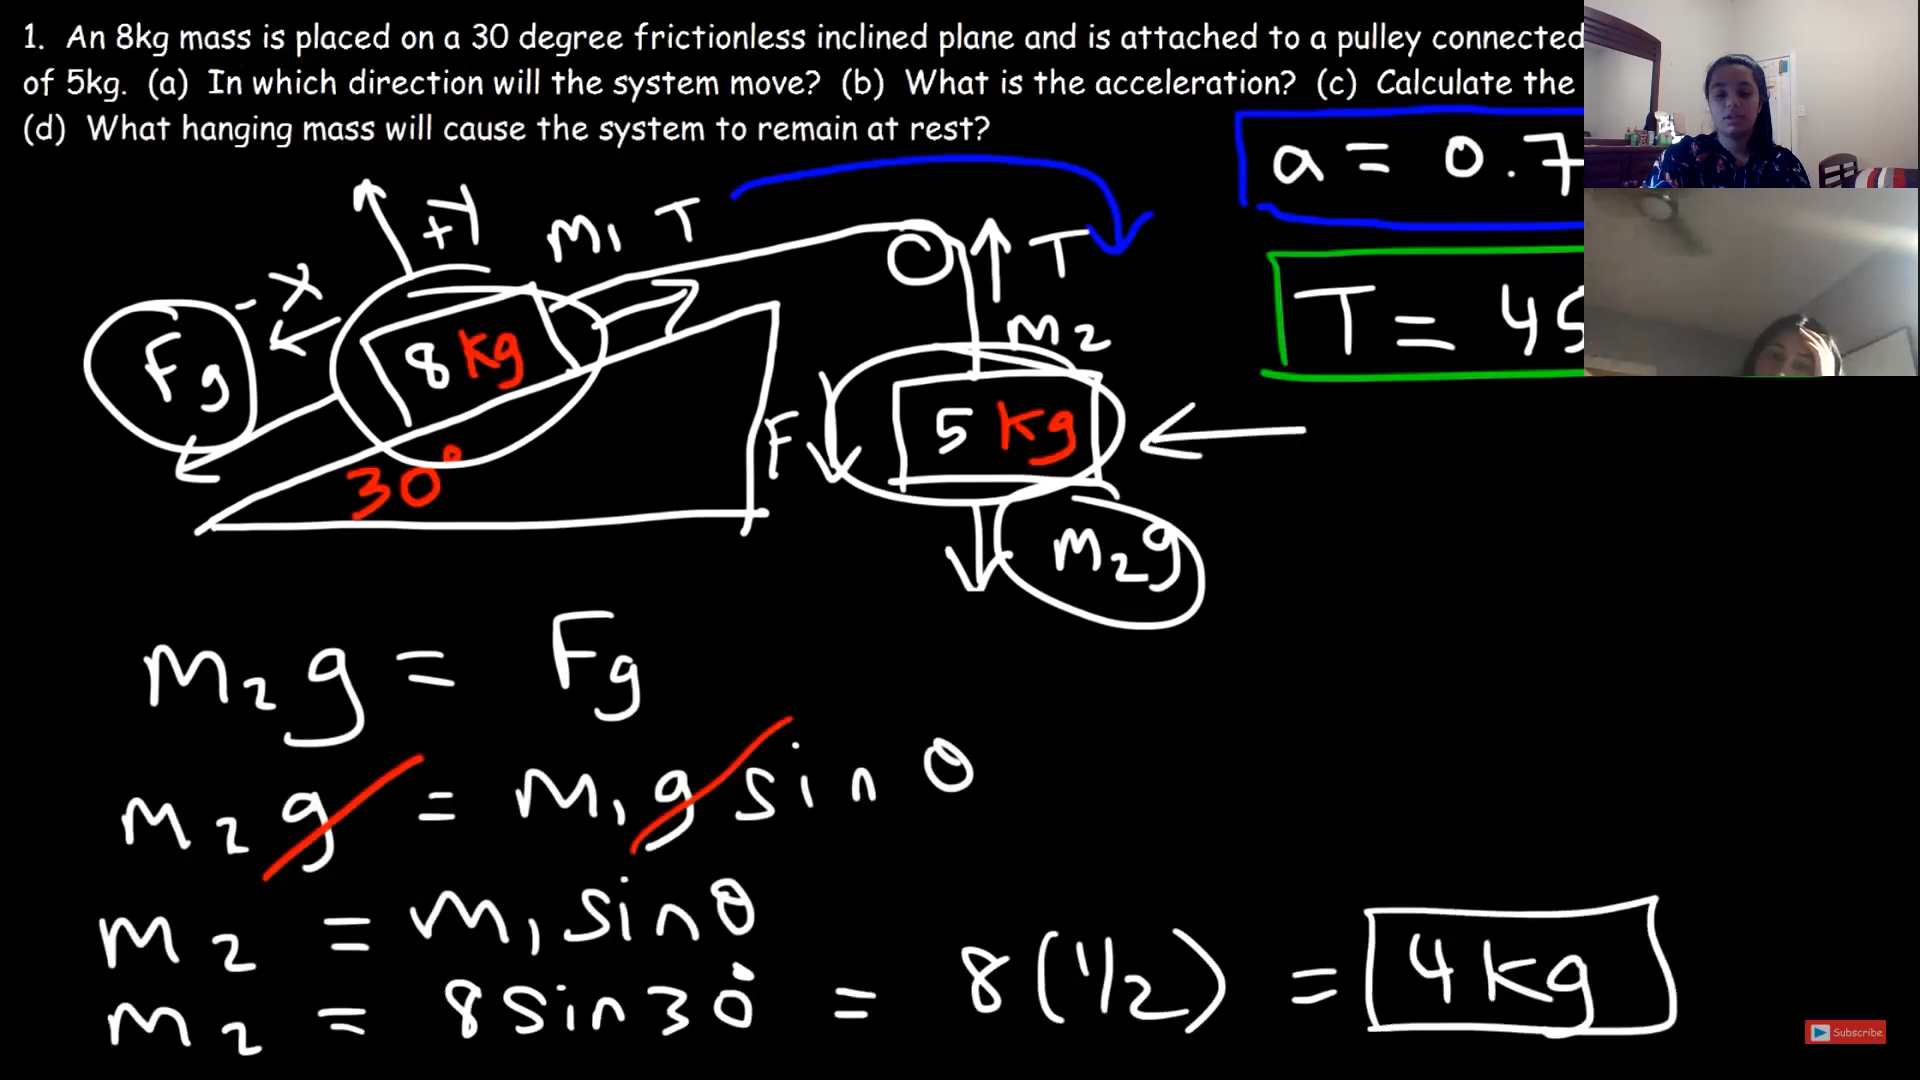 1. An 8kg mass is placed on a 30 degree frictionless inclined plane and is attached to a pulley connected
of 5kg. (a) In which direction will the system move? (b) What is the acceleration? (c) Calculate the
(d) What hanging mass will cause the system to remain at rest?
a = 0.7
+y
m1 T
-x
T
T = 45
Fg
8 kg
m2
F
5 kg
30°
m2g
m2g = Fg
m2g = m1g sin θ
m2 = m1 sin θ
m2 = 8 sin 30° = 8(1/2) = 4 kg
Subscribe